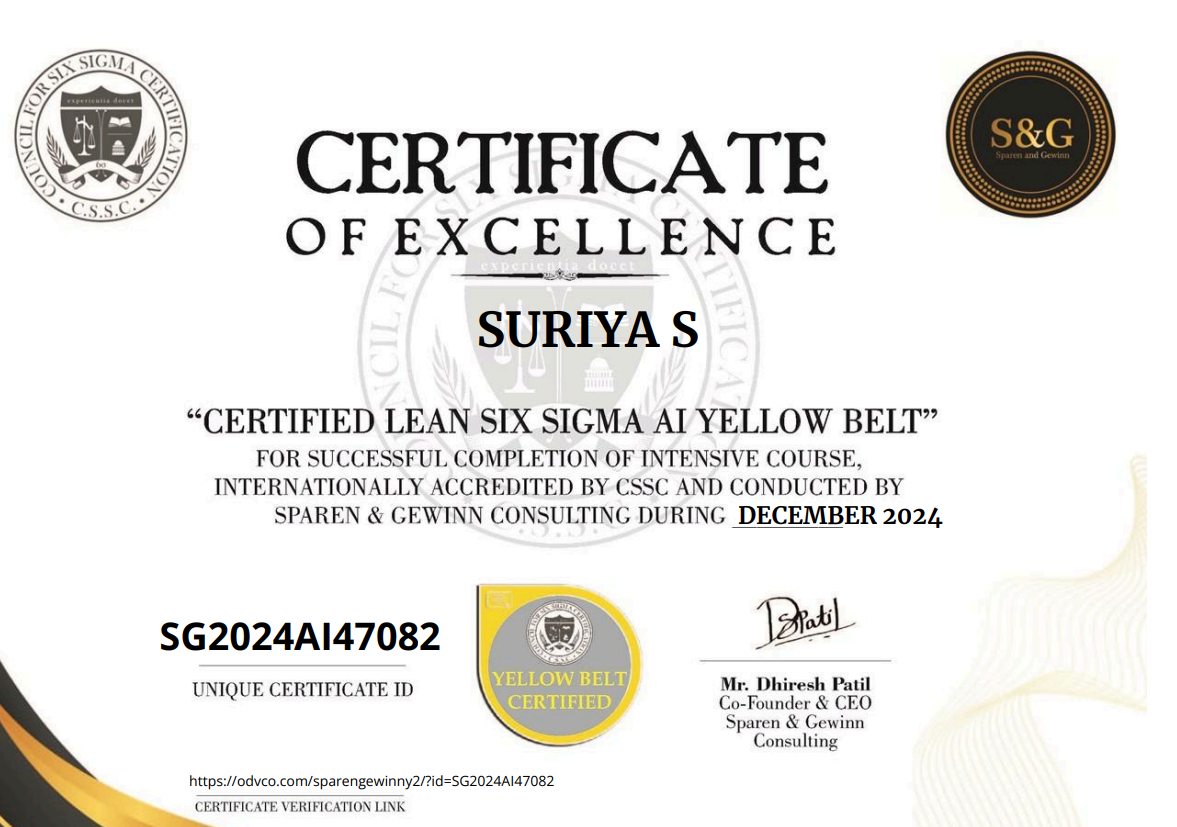 COUNCIL FOR SIX SIGMA CERTIFICATION
experientia docet
C.S.S.C.
S&G
Sparen and Gewinn
CERTIFICATE
OF EXCELLENCE
experientia docet
SURIYA S
“CERTIFIED LEAN SIX SIGMA AI YELLOW BELT”
FOR SUCCESSFUL COMPLETION OF INTENSIVE COURSE,
INTERNATIONALLY ACCREDITED BY CSSC AND CONDUCTED BY
SPAREN & GEWINN CONSULTING DURING DECEMBER 2024
SG2024AI47082
UNIQUE CERTIFICATE ID
YELLOW BELT
CERTIFIED
DSPatil
Mr. Dhiresh Patil
Co-Founder & CEO
Sparen & Gewinn
Consulting
https://odvco.com/sparengewinny2/?id=SG2024AI47082
CERTIFICATE VERIFICATION LINK